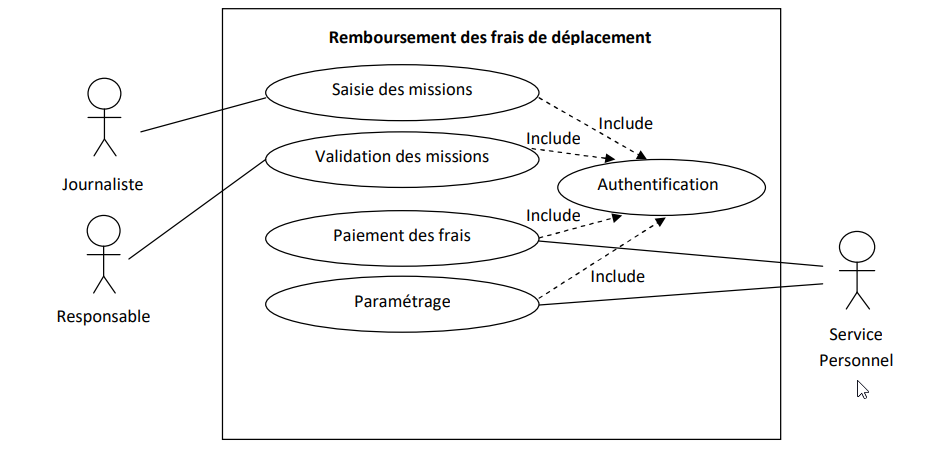 Remboursement des frais de déplacement
Saisie des missions
Include
Include
Validation des missions
Journaliste
Authentification
Include
Paiement des frais
Include
Paramétrage
Responsable
Service
Personnel